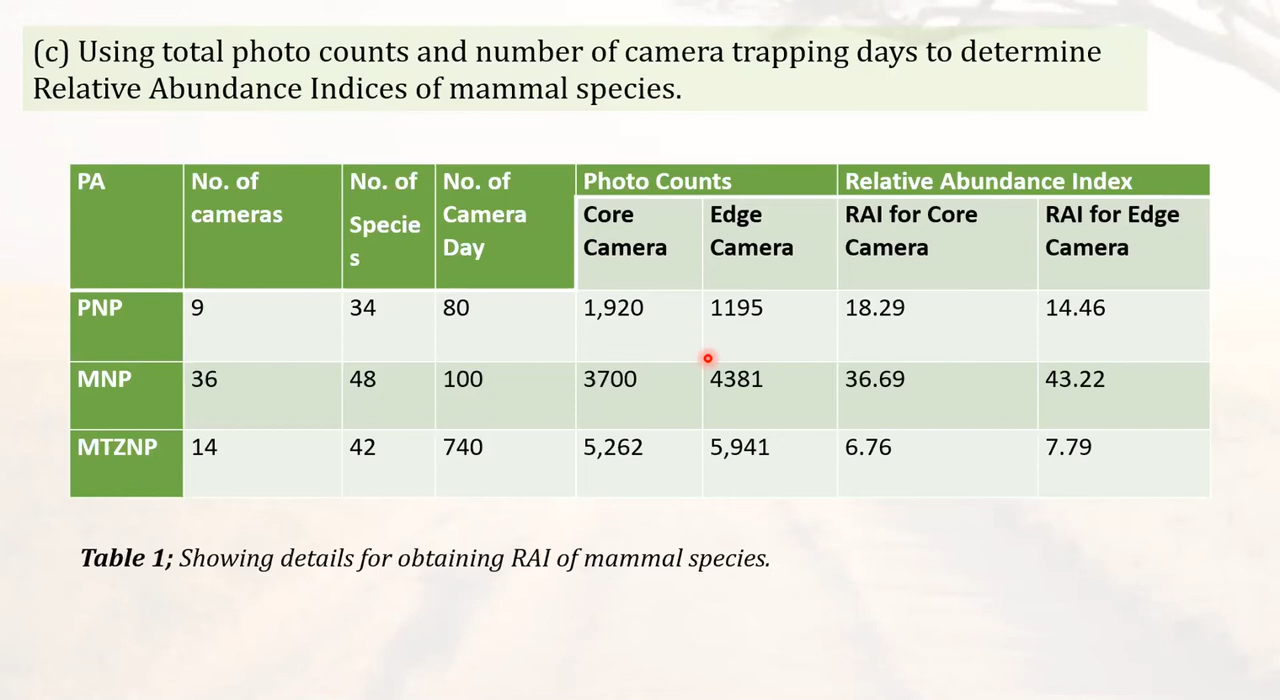 (c) Using total photo counts and number of camera trapping days to determine
Relative Abundance Indices of mammal species.
PA No. of No. of No. of Photo Counts Relative Abundance Index
cameras Specie Camera Core Edge RAI for Core RAI for Edge
s Day Camera Camera Camera Camera
PNP 9 34 80 1,920 1195 18.29 14.46
MNP 36 48 100 3700 4381 36.69 43.22
MTZNP 14 42 740 5,262 5,941 6.76 7.79
Table 1; Showing details for obtaining RAI of mammal species.